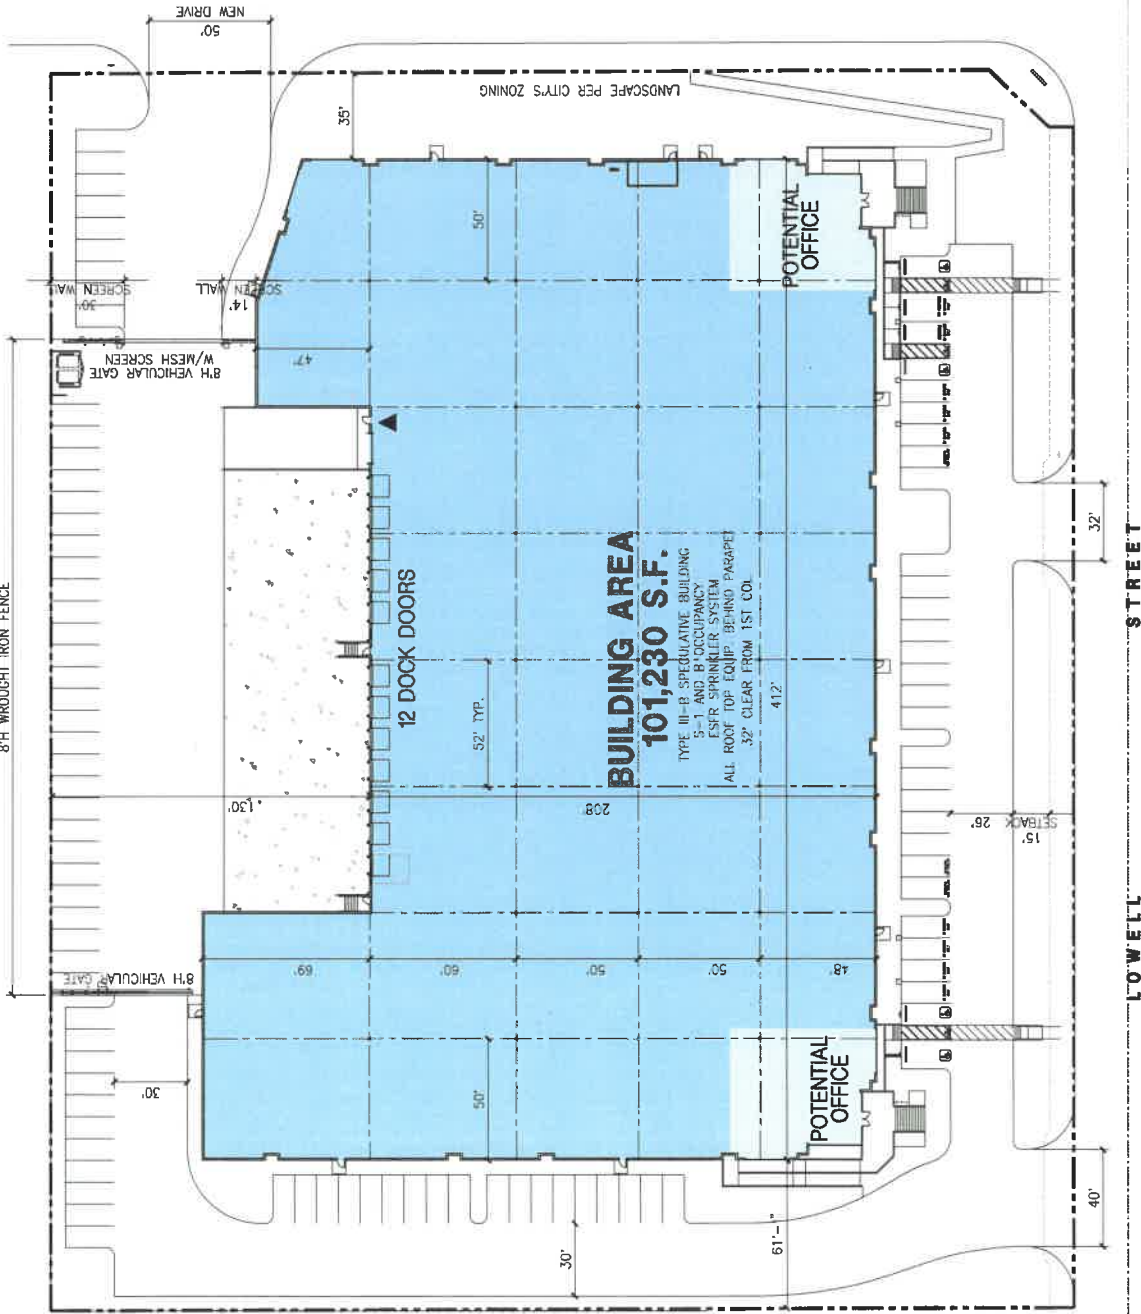 NEW DRIVE
50'
35'
LANDSCAPE PER CITY'S ZONING
SCREEN WALL
30'
SCREEN WALL
14'
8'H VEHICULAR GATE
W/MESH SCREEN
47'
50'
POTENTIAL
OFFICE
8'H WROUGHT IRON FENCE
12 DOCK DOORS
52' TYP.
130'
208'
BUILDING AREA
101,230 S.F.
TYPE III-B SPECULATIVE BUILDING
S-1 AND B OCCUPANCY
ESFR SPRINKLER SYSTEM
ALL ROOF TOP EQUIP. BEHIND PARAPET
32' CLEAR FROM 1ST COL.
412'
32'
26'
15'
SETBACK
8'H VEHICULAR GATE
69'
60'
50'
50'
48'
30'
50'
POTENTIAL
OFFICE
30'
40'
LOWELL STREET